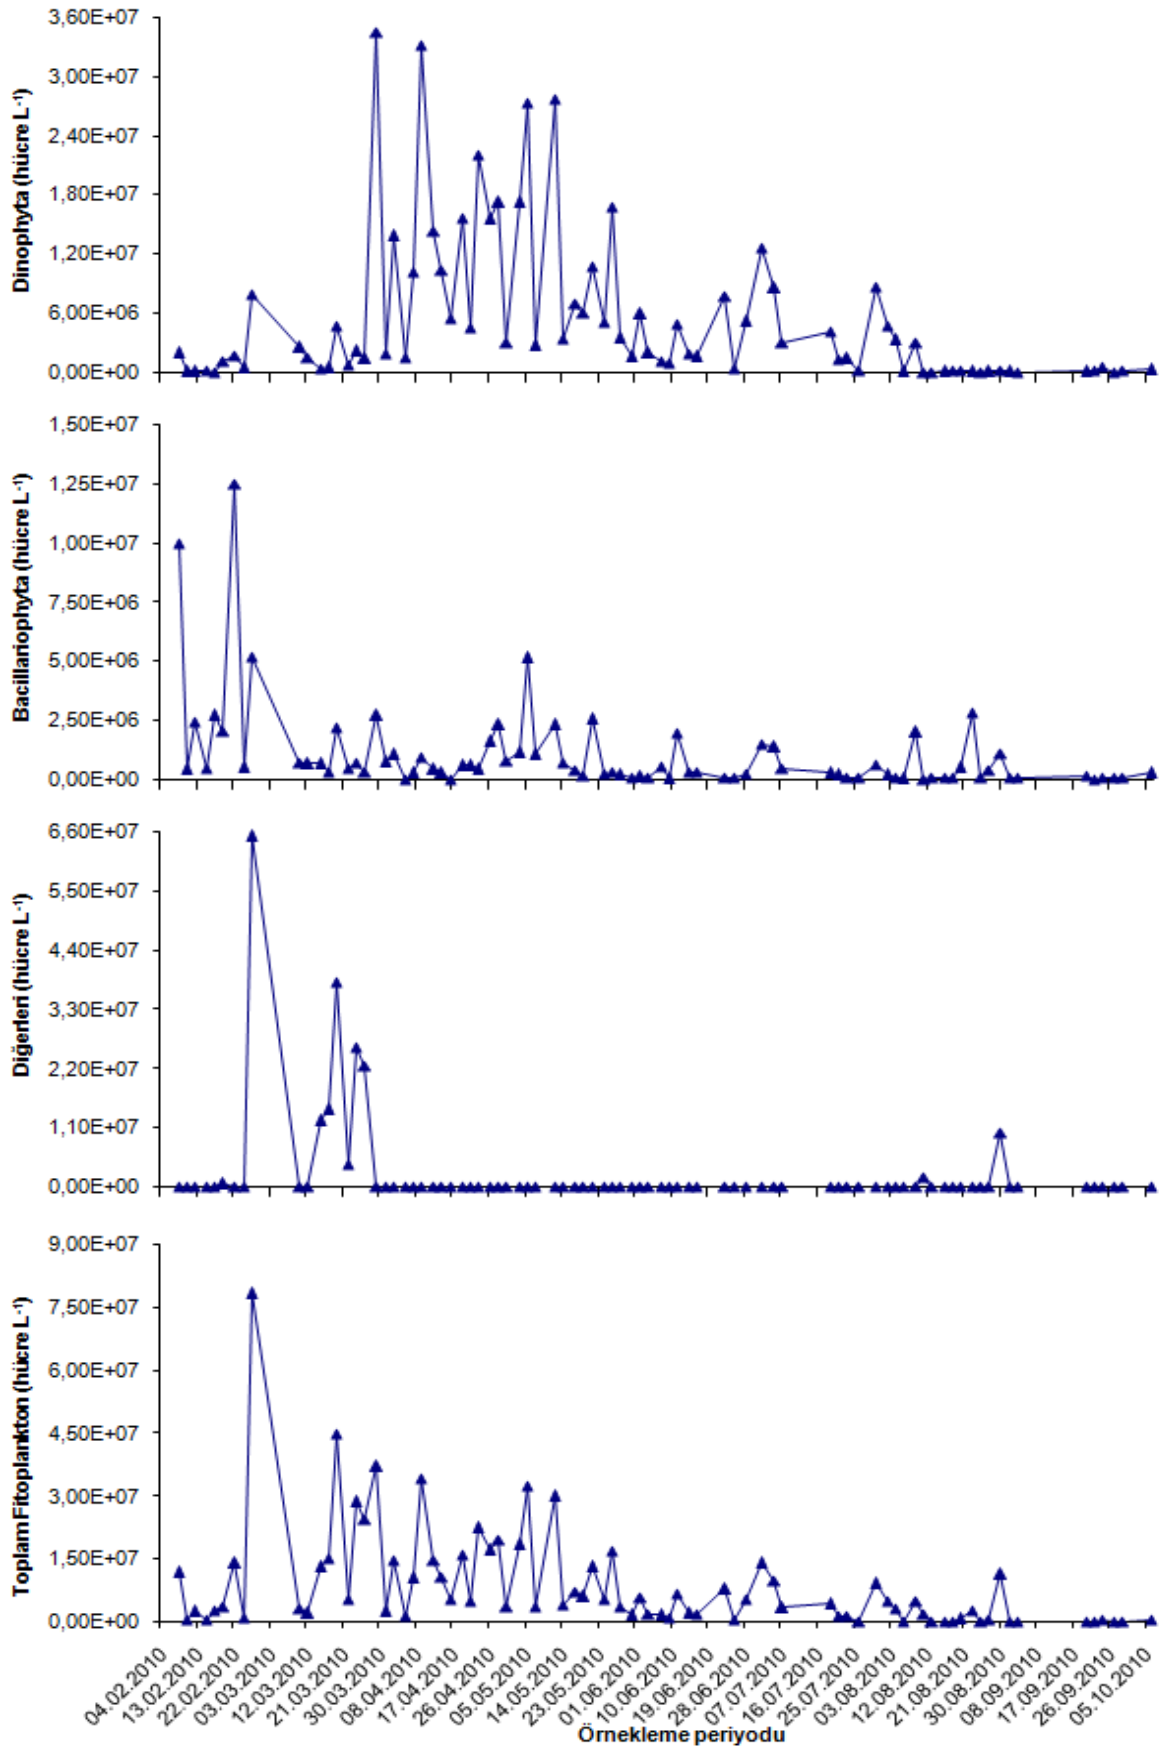 Dinophyta (hücre L-¹)
3,60E+07
3,00E+07
2,40E+07
1,80E+07
1,20E+07
6,00E+06
0,00E+00
Bacillariophyta (hücre L-¹)
1,50E+07
1,25E+07
1,00E+07
7,50E+06
5,00E+06
2,50E+06
0,00E+00
Diğerleri (hücre L-¹)
6,60E+07
5,50E+07
4,40E+07
3,30E+07
2,20E+07
1,10E+07
0,00E+00
Toplam Fitoplankton (hücre L-¹)
9,00E+07
7,50E+07
6,00E+07
4,50E+07
3,00E+07
1,50E+07
0,00E+00
04.02.2010
13.02.2010
22.02.2010
03.03.2010
12.03.2010
21.03.2010
30.03.2010
08.04.2010
17.04.2010
26.04.2010
05.05.2010
14.05.2010
23.05.2010
01.06.2010
10.06.2010
19.06.2010
28.06.2010
07.07.2010
16.07.2010
25.07.2010
03.08.2010
12.08.2010
21.08.2010
30.08.2010
08.09.2010
17.09.2010
26.09.2010
05.10.2010
Örnekleme periyodu